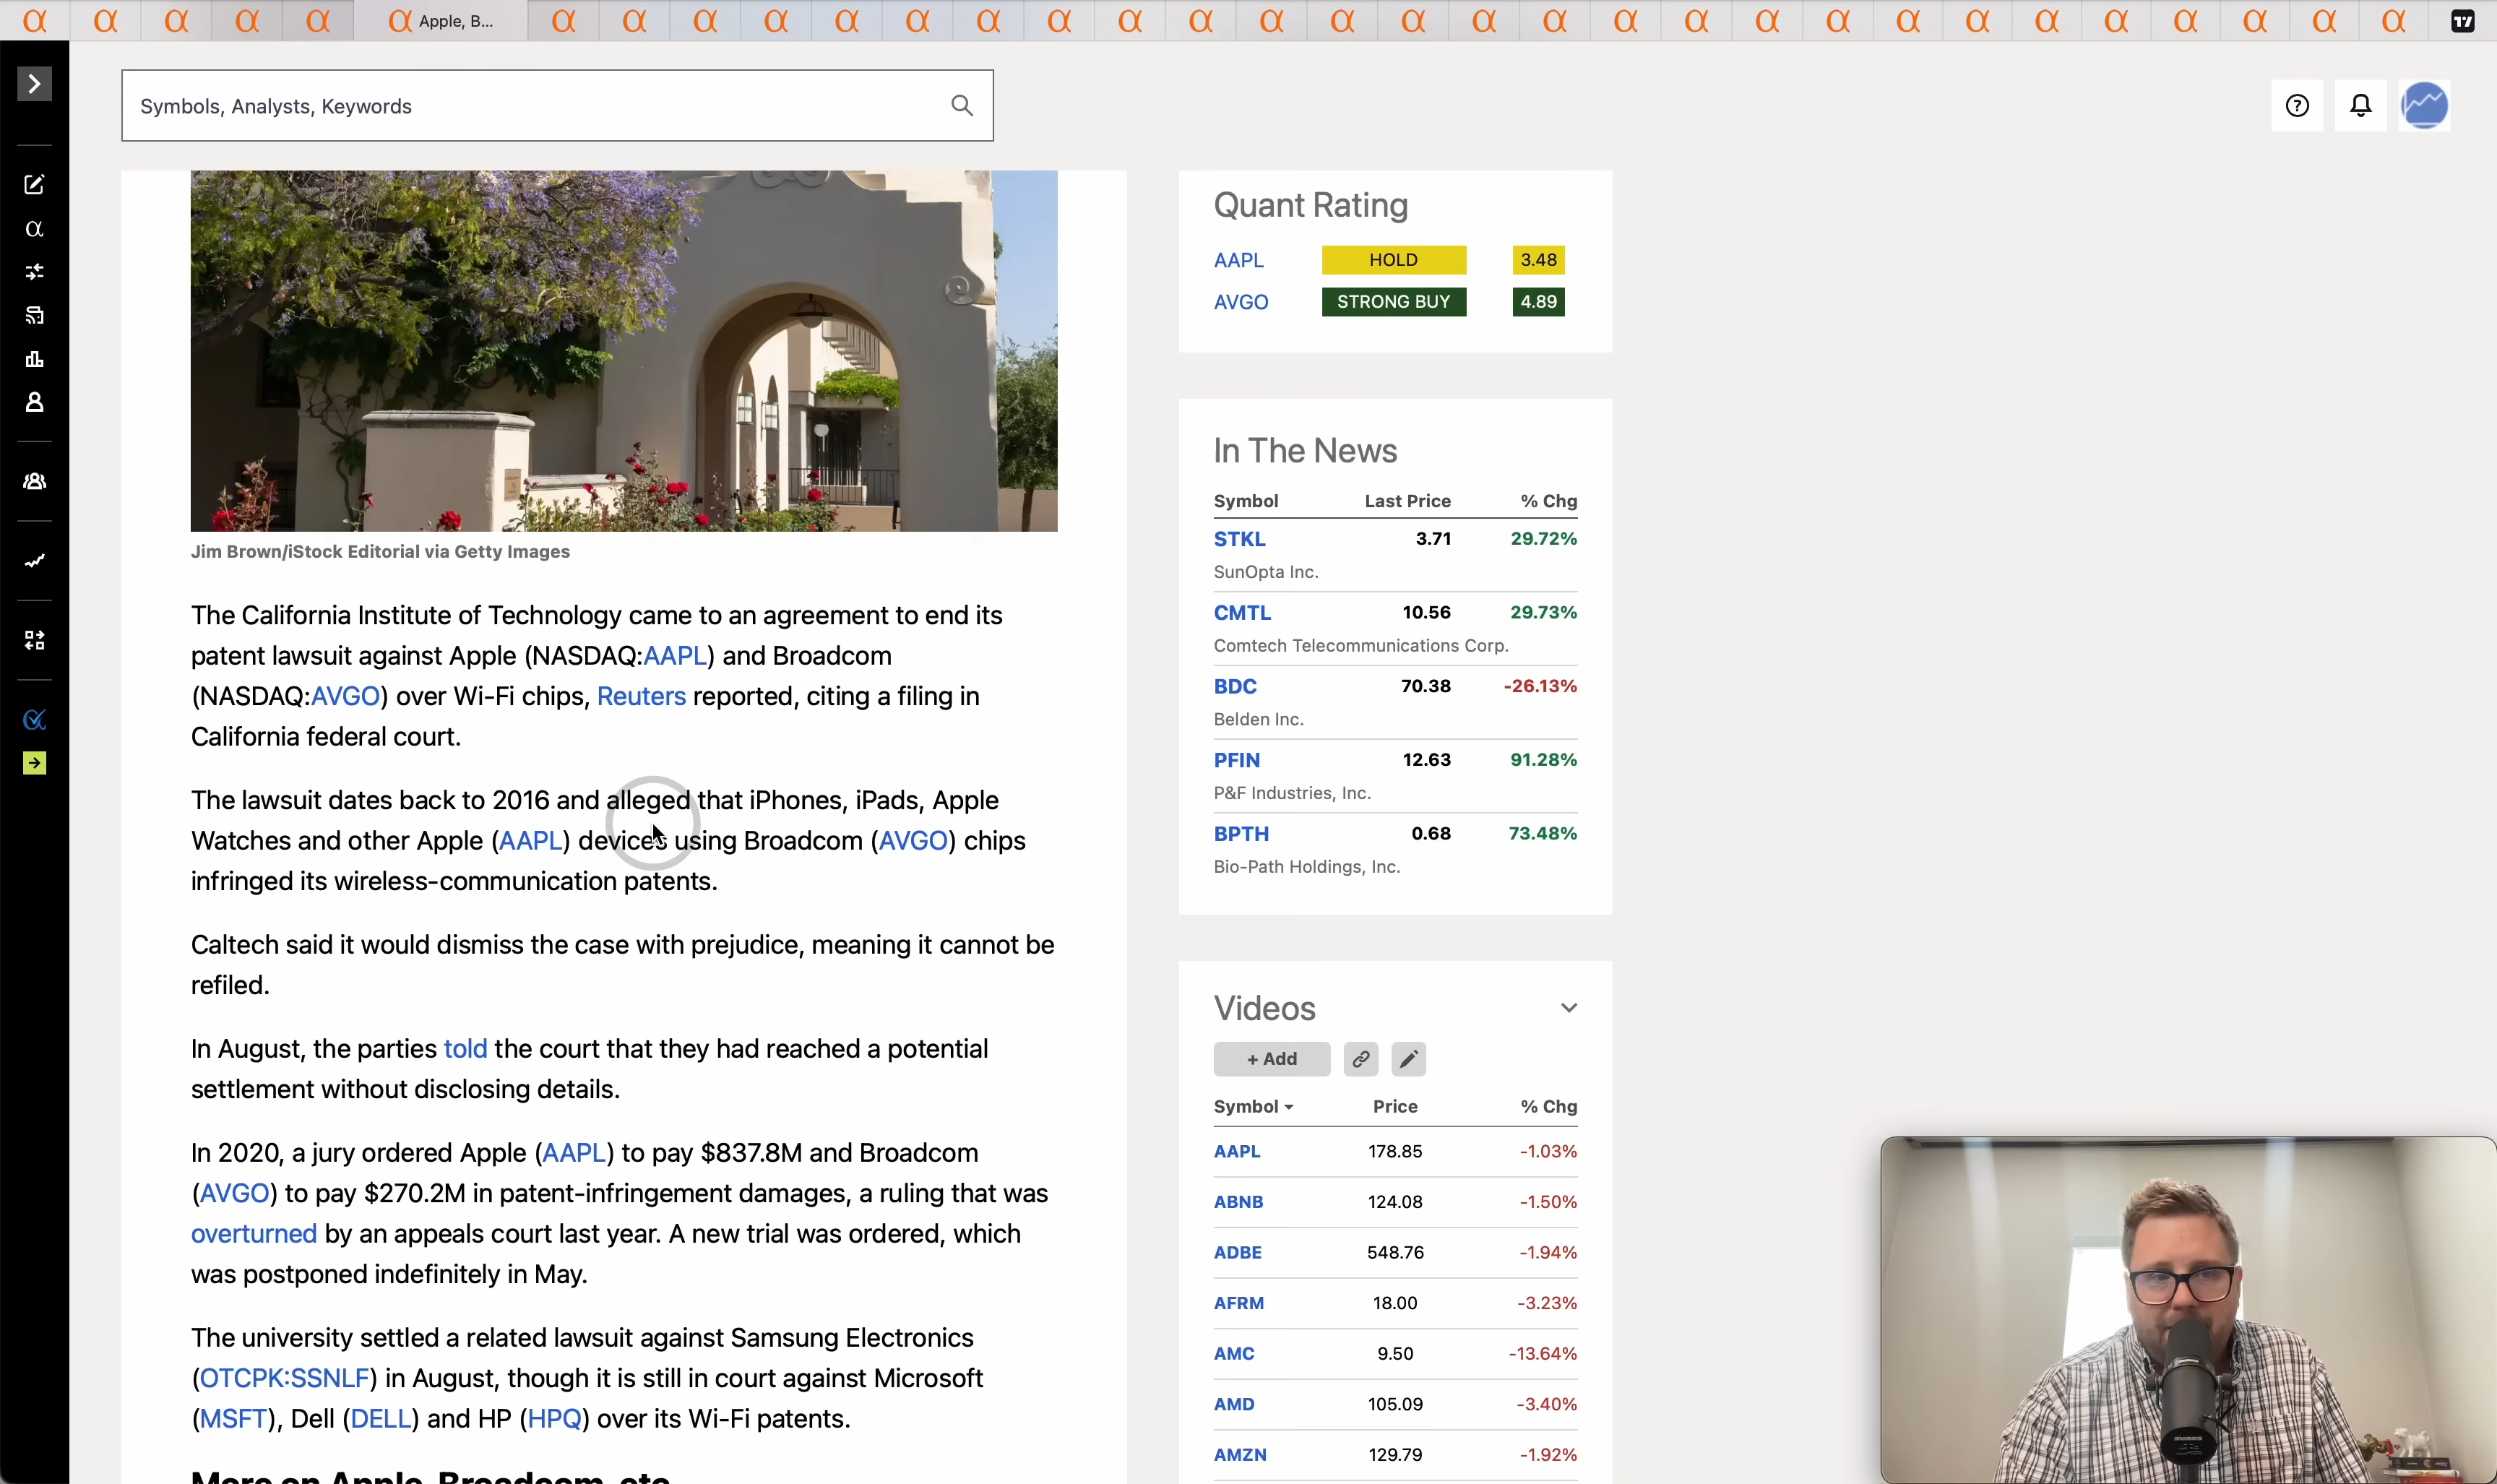 Apple, B...
Symbols, Analysts, Keywords
Jim Brown/iStock Editorial via Getty Images
The California Institute of Technology came to an agreement to end its
patent lawsuit against Apple (NASDAQ:AAPL) and Broadcom
(NASDAQ:AVGO) over Wi-Fi chips, Reuters reported, citing a filing in
California federal court.
The lawsuit dates back to 2016 and alleged that iPhones, iPads, Apple
Watches and other Apple (AAPL) devices using Broadcom (AVGO) chips
infringed its wireless-communication patents.
Caltech said it would dismiss the case with prejudice, meaning it cannot be
refiled.
In August, the parties told the court that they had reached a potential
settlement without disclosing details.
In 2020, a jury ordered Apple (AAPL) to pay $837.8M and Broadcom
(AVGO) to pay $270.2M in patent-infringement damages, a ruling that was
overturned by an appeals court last year. A new trial was ordered, which
was postponed indefinitely in May.
The university settled a related lawsuit against Samsung Electronics
(OTCPK:SSNLF) in August, though it is still in court against Microsoft
(MSFT), Dell (DELL) and HP (HPQ) over its Wi-Fi patents.
More on Apple, Broadcom, etc.
Quant Rating
AAPL HOLD 3.48
AVGO STRONG BUY 4.89
In The News
Symbol Last Price % Chg
STKL 3.71 29.72%
SunOpta Inc.
CMTL 10.56 29.73%
Comtech Telecommunications Corp.
BDC 70.38 -26.13%
Belden Inc.
PFIN 12.63 91.28%
P&F Industries, Inc.
BPTH 0.68 73.48%
Bio-Path Holdings, Inc.
Videos
+ Add
Symbol Price % Chg
AAPL 178.85 -1.03%
ABNB 124.08 -1.50%
ADBE 548.76 -1.94%
AFRM 18.00 -3.23%
AMC 9.50 -13.64%
AMD 105.09 -3.40%
AMZN 129.79 -1.92%